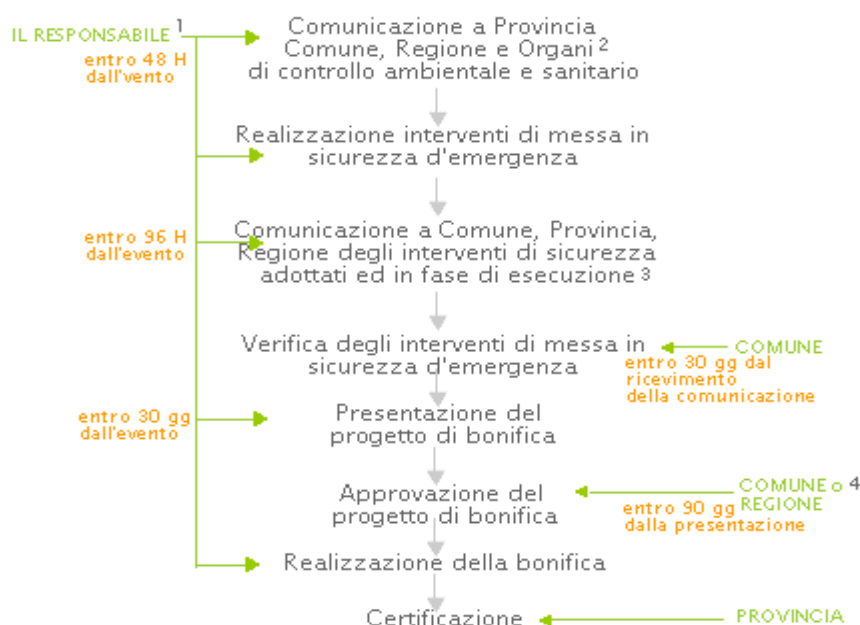 IL RESPONSABILE 1
entro 48 H
dall'vento
Comunicazione a Provincia
Comune, Regione e Organi 2
di controllo ambientale e sanitario
Realizzazione interventi di messa in
sicurezza d'emergenza
entro 96 H
dall'evento
Comunicazione a Comune, Provincia,
Regione degli interventi di sicurezza
adottati ed in fase di esecuzione 3
Verifica degli interventi di messa in
sicurezza d'emergenza
COMUNE
entro 30 gg dal
ricevimento
della comunicazione
entro 30 gg
dall'evento
Presentazione del
progetto di bonifica
Approvazione del
progetto di bonifica
COMUNE o 4
REGIONE
entro 90 gg
dalla presentazione
Realizzazione della bonifica
Certificazione
PROVINCIA